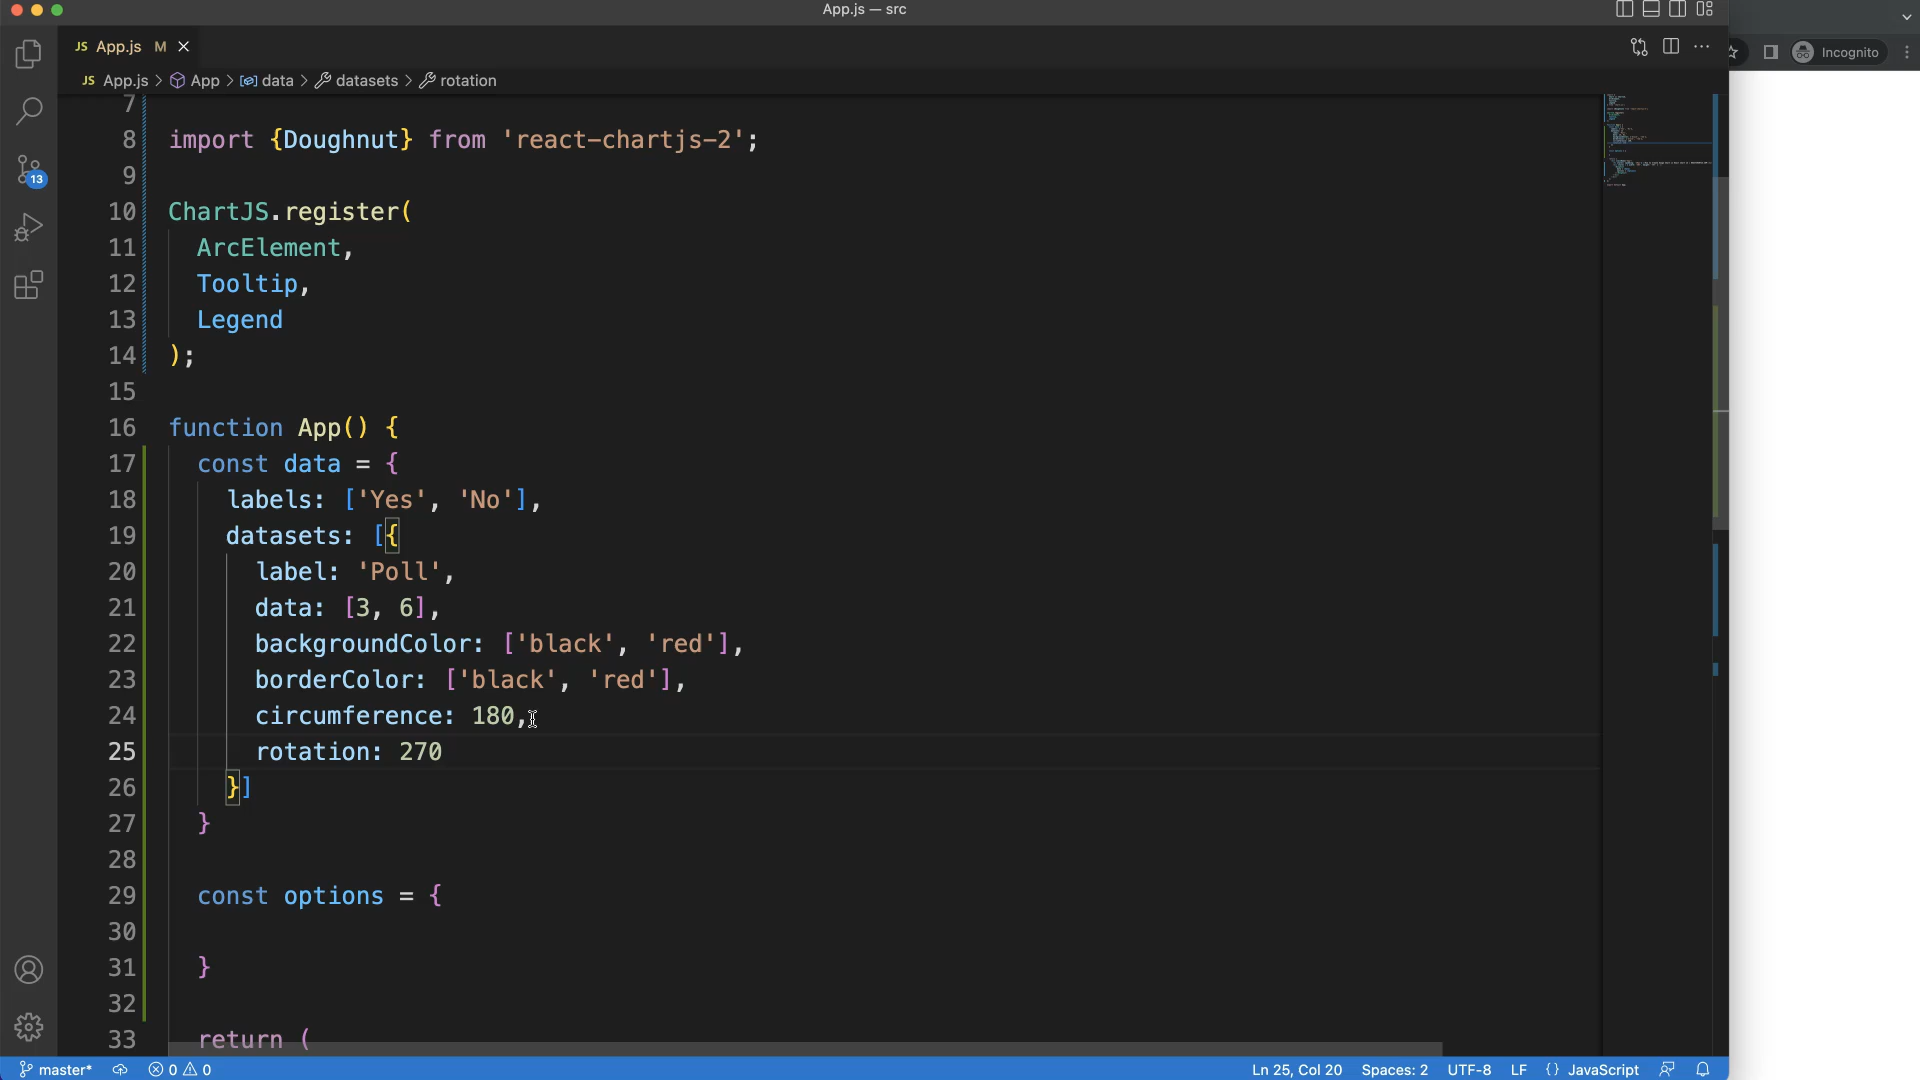 App.js — src
JS App.js M
Incognito
JS App.js > App > data > datasets > rotation
7
8 import {Doughnut} from 'react-chartjs-2';
9
10 ChartJS.register(
11 ArcElement,
12 Tooltip,
13 Legend
14 );
15
16 function App() {
17 const data = {
18 labels: ['Yes', 'No'],
19 datasets: [{
20 label: 'Poll',
21 data: [3, 6],
22 backgroundColor: ['black', 'red'],
23 borderColor: ['black', 'red'],
24 circumference: 180,
25 rotation: 270
26 }]
27 }
28
29 const options = {
30
31 }
32
33 return (
13
master* 0 0 Ln 25, Col 20 Spaces: 2 UTF-8 LF {} JavaScript